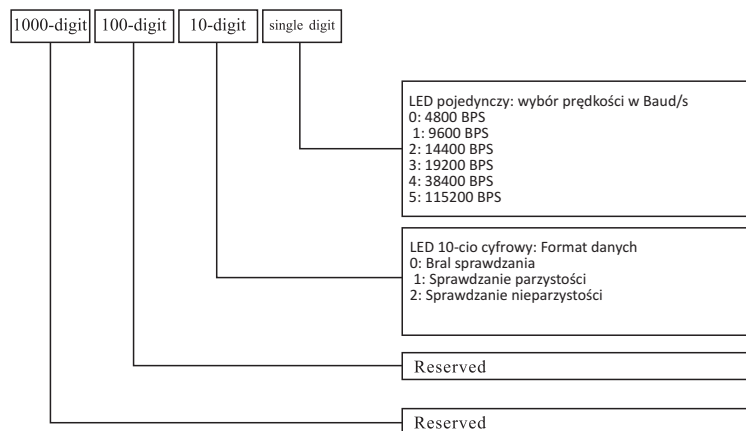 1000-digit 100-digit 10-digit single digit
LED pojedynczy: wybór prędkości w Baud/s
0: 4800 BPS
1: 9600 BPS
2: 14400 BPS
3: 19200 BPS
4: 38400 BPS
5: 115200 BPS
LED 10-cio cyfrowy: Format danych
0: Bral sprawdzania
1: Sprawdzanie parzystości
2: Sprawdzanie nieparzystości
Reserved
Reserved